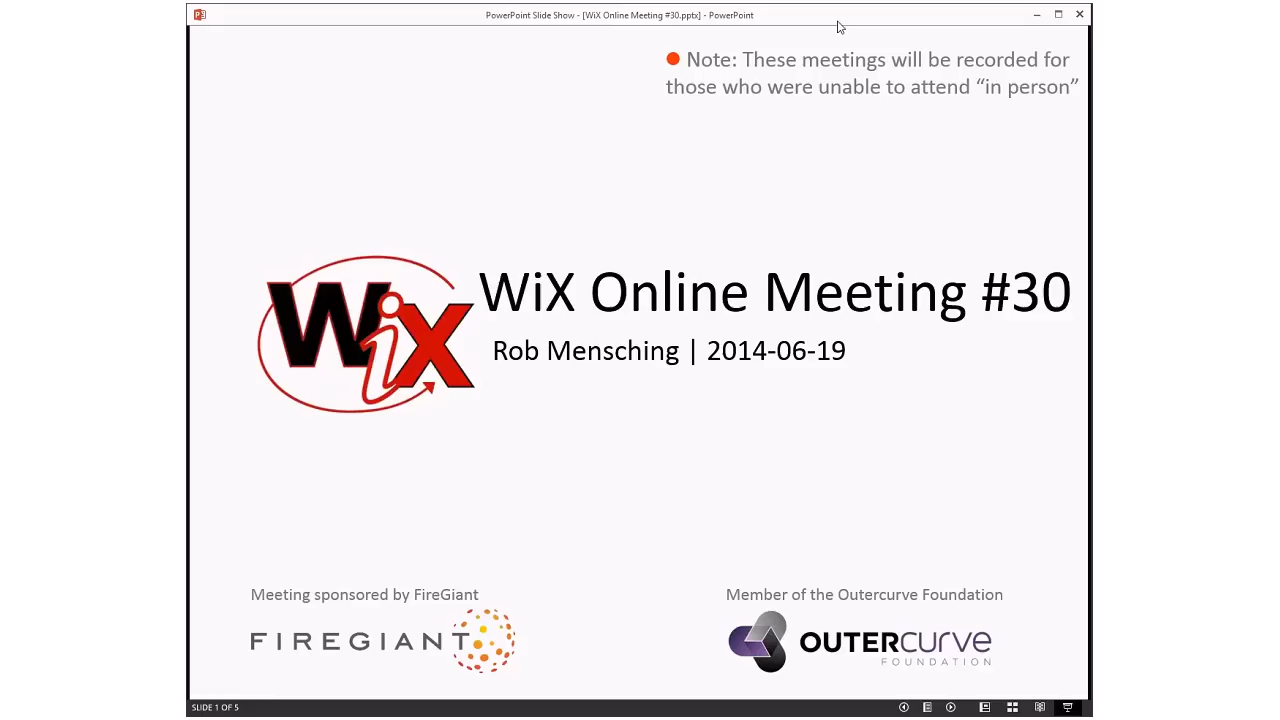 PowerPoint Slide Show - [WiX Online Meeting #30.pptx] - PowerPoint
Note: These meetings will be recorded for
those who were unable to attend “in person”
WiX
WiX Online Meeting #30
Rob Mensching | 2014-06-19
Meeting sponsored by FireGiant
FIREGIANT
Member of the Outercurve Foundation
OUTERCURVE
FOUNDATION
SLIDE 1 OF 5